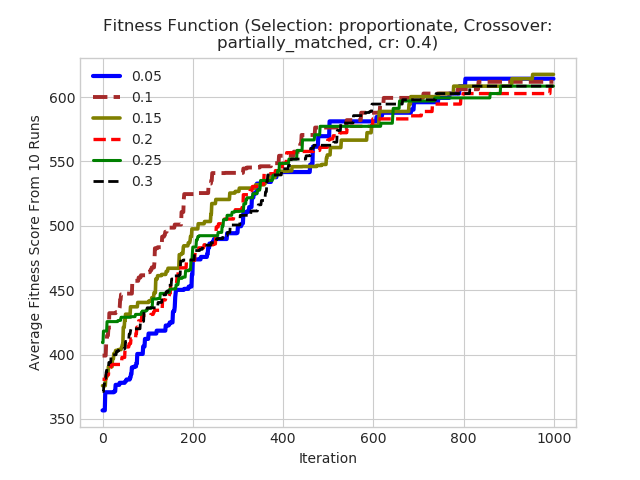 Fitness Function (Selection: proportionate, Crossover:
partially_matched, cr: 0.4)
0.05
0.1
0.15
0.2
0.25
0.3
Average Fitness Score From 10 Runs
600
550
500
450
400
350
0 200 400 600 800 1000
Iteration